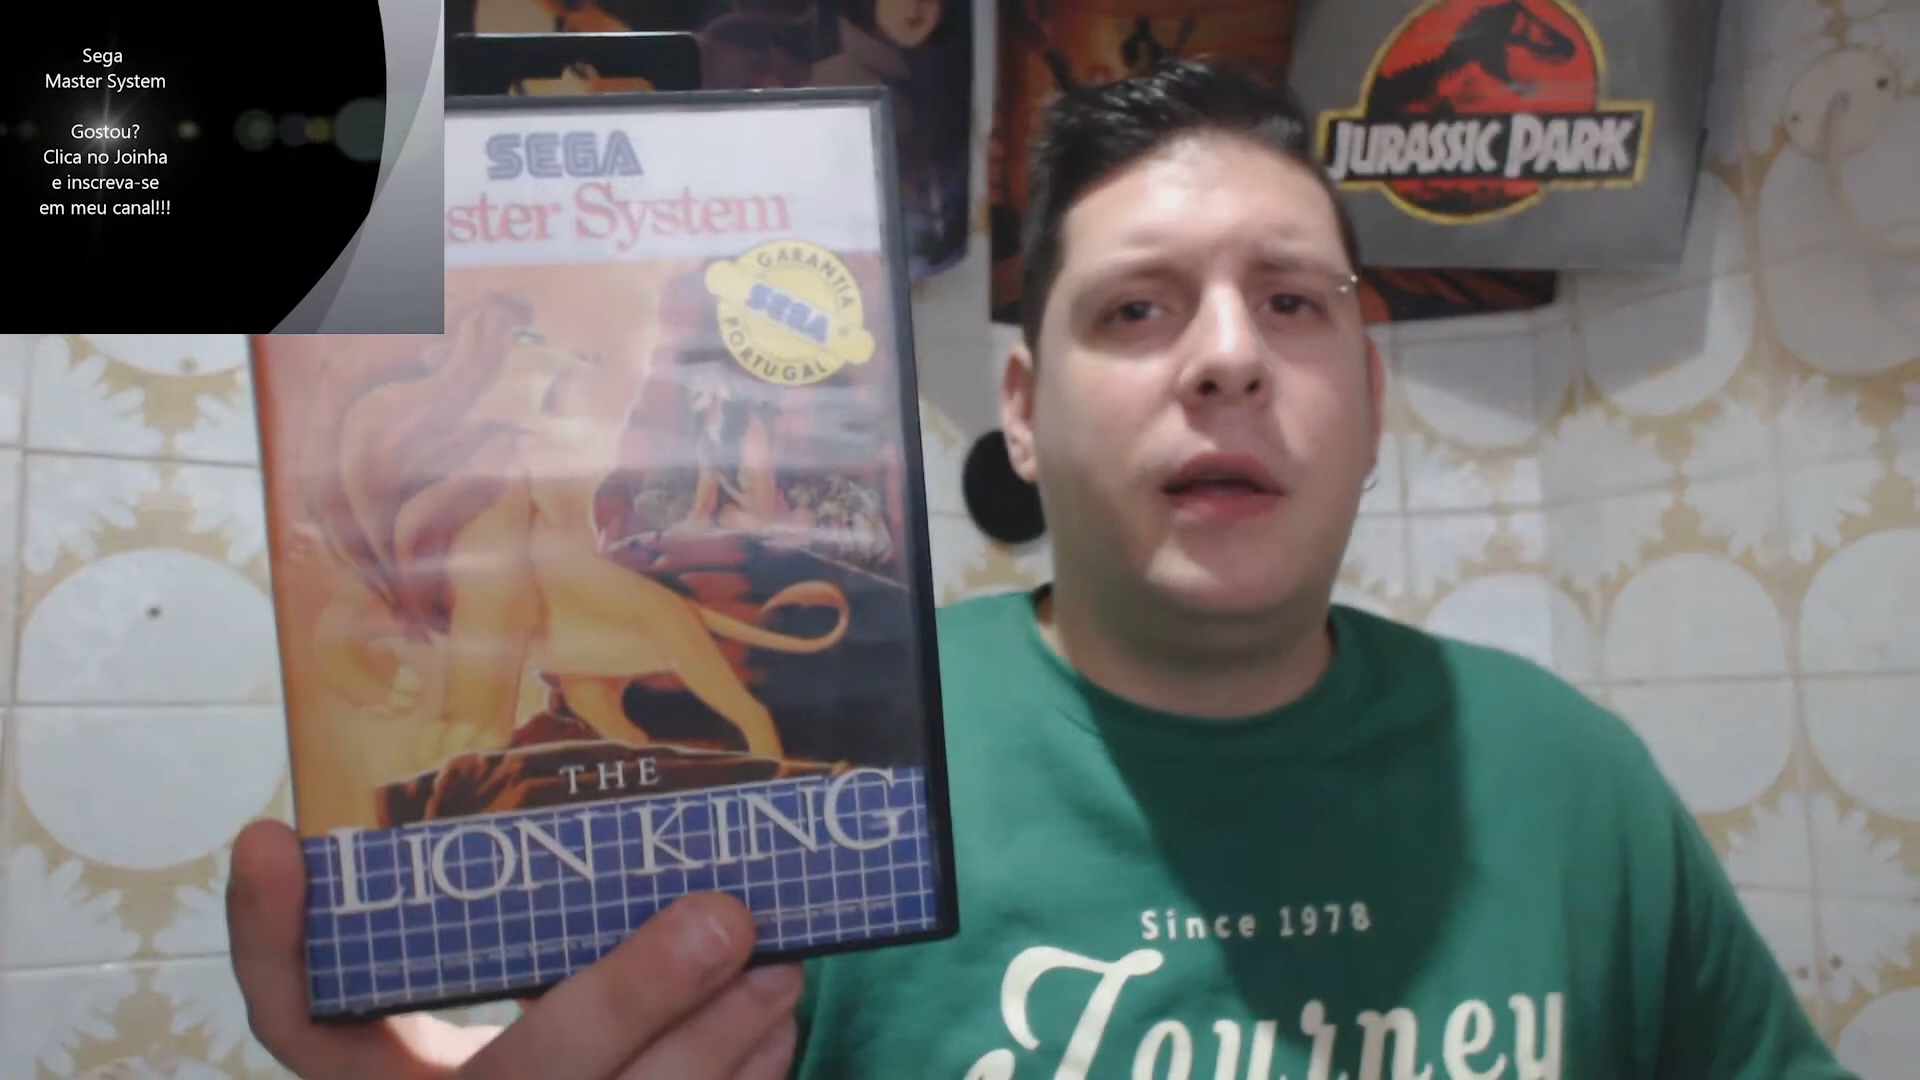 Sega
Master System
Gostou?
Clica no Joinha
e inscreva-se
em meu canal!!!
SEGA
ster System
GARANTIA
SEGA
PORTUGAL
THE
LION KING
JURASSIC PARK
Since 1978
Journey